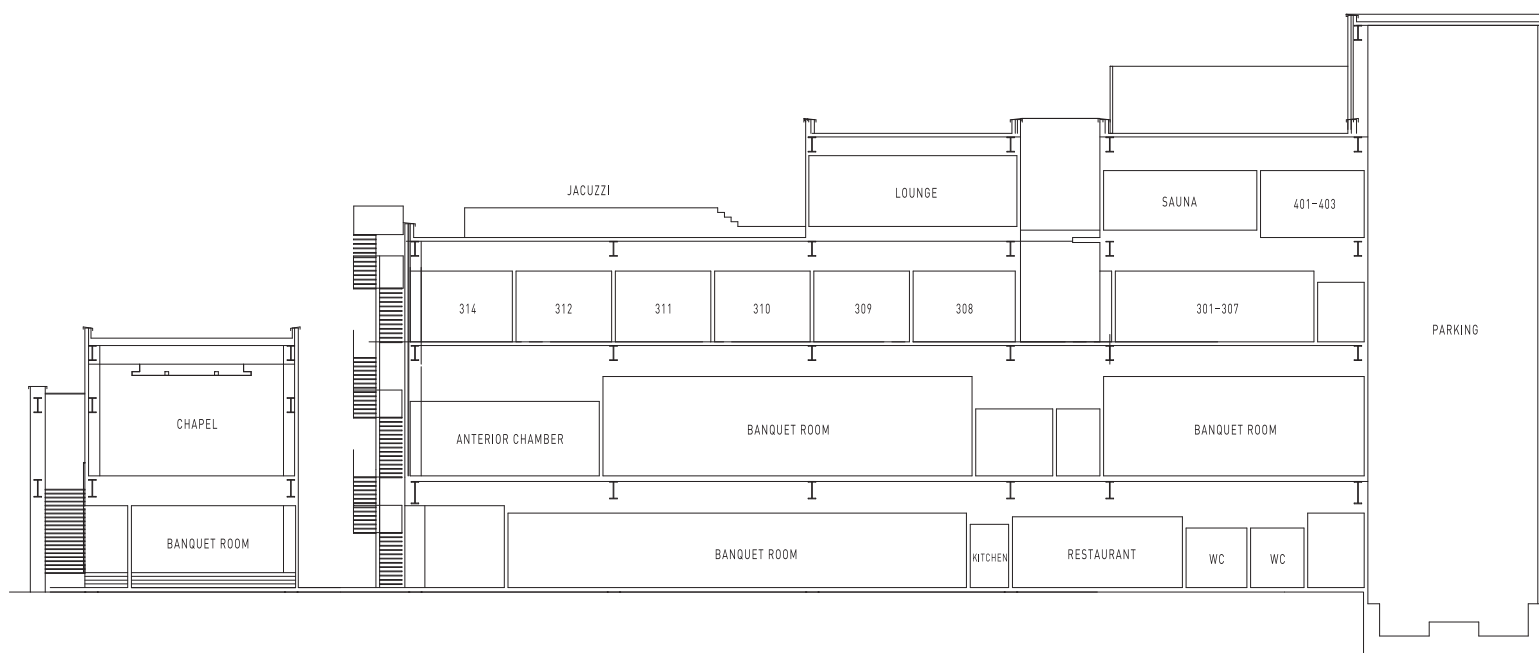 JACUZZI
LOUNGE
SAUNA
401-403
314
312
311
310
309
308
301-307
PARKING
CHAPEL
ANTERIOR CHAMBER
BANQUET ROOM
BANQUET ROOM
BANQUET ROOM
BANQUET ROOM
KITCHEN
RESTAURANT
WC
WC